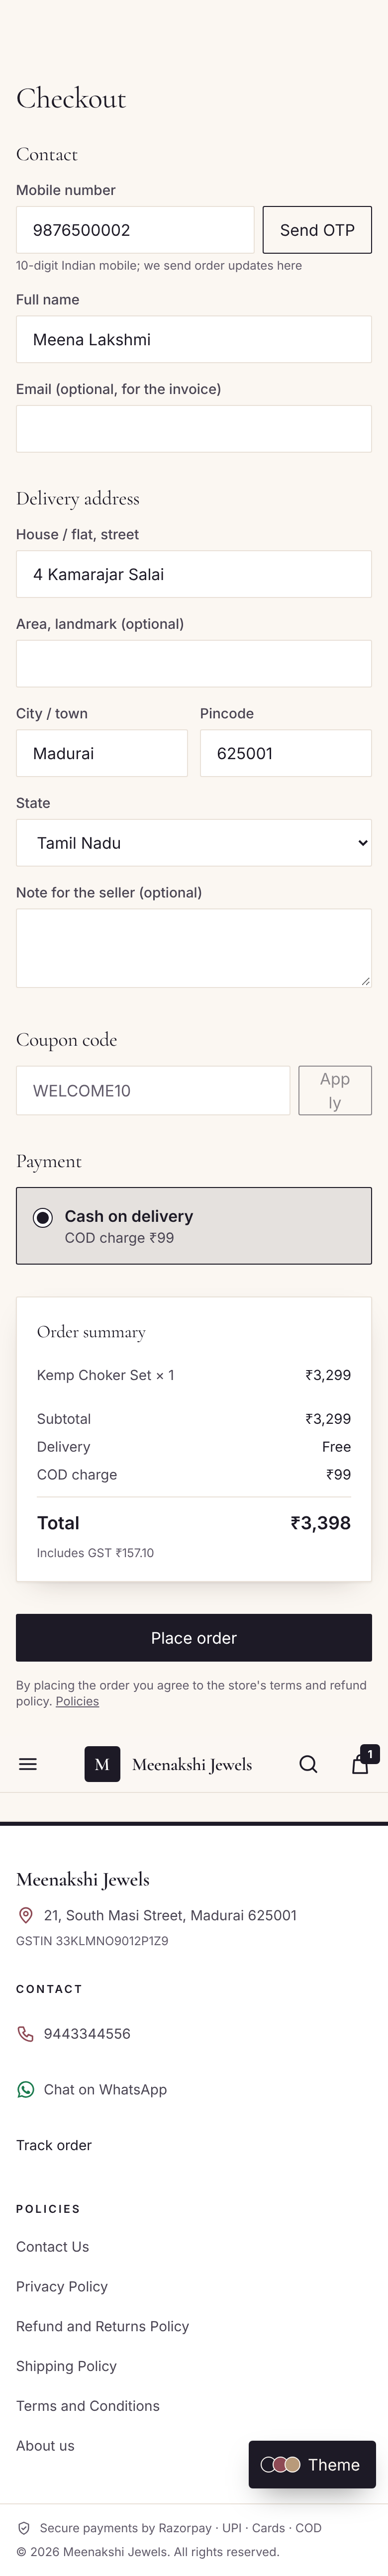 Checkout
Contact
Mobile number
9876500002
Send OTP
10-digit Indian mobile; we send order updates here
Full name
Meena Lakshmi
Email (optional, for the invoice)
Delivery address
House / flat, street
4 Kamarajar Salai
Area, landmark (optional)
City / town
Pincode
Madurai
625001
State
Tamil Nadu
Note for the seller (optional)
Coupon code
WELCOME10
App
ly
Payment
Cash on delivery
COD charge ₹99
Order summary
Kemp Choker Set × 1 ₹3,299
Subtotal ₹3,299
Delivery Free
COD charge ₹99
Total ₹3,398
Includes GST ₹157.10
Place order
By placing the order you agree to the store's terms and refund
policy. Policies
M Meenakshi Jewels 1
Meenakshi Jewels
21, South Masi Street, Madurai 625001
GSTIN 33KLMNO9012P1Z9
CONTACT
9443344556
Chat on WhatsApp
Track order
POLICIES
Contact Us
Privacy Policy
Refund and Returns Policy
Shipping Policy
Terms and Conditions
About us
Theme
Secure payments by Razorpay · UPI · Cards · COD
© 2026 Meenakshi Jewels. All rights reserved.